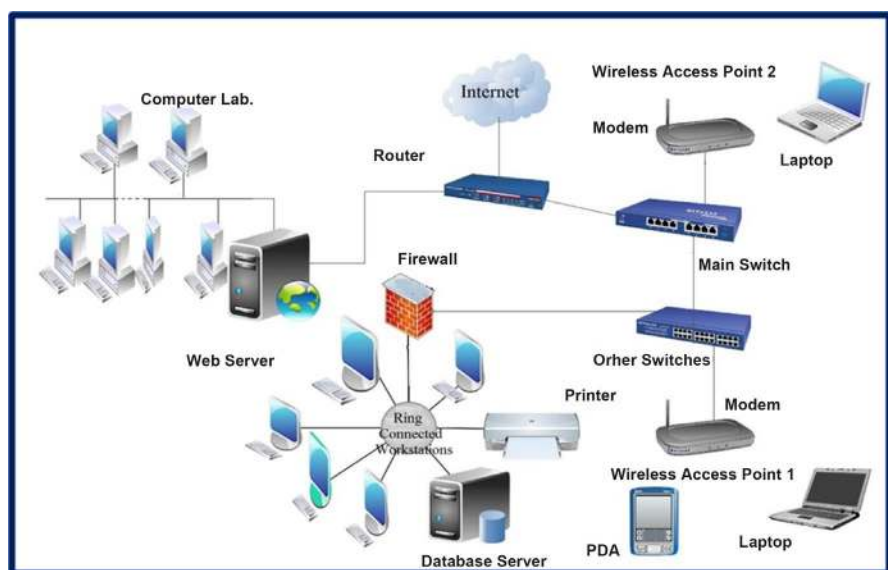 Wireless Access Point 2
Computer Lab.
Internet
Modem
Laptop
Router
Main Switch
Firewall
Web Server
Orher Switches
Printer
Modem
Ring
Connected
Workstations
Wireless Access Point 1
Database Server
PDA
Laptop